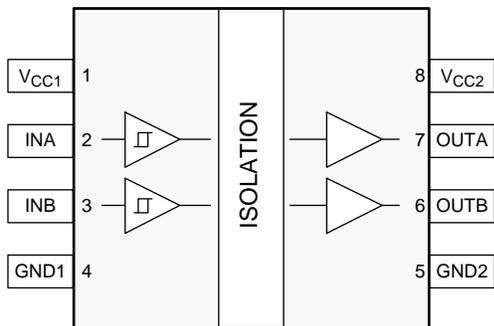 VCC1 1 8 VCC2
INA 2 7 OUTA
ISOLATION
INB 3 6 OUTB
GND1 4 5 GND2